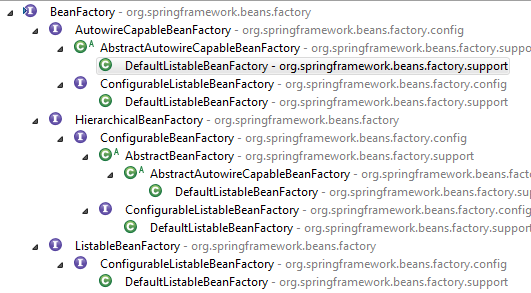 BeanFactory - org.springframework.beans.factory
AutowireCapableBeanFactory - org.springframework.beans.factory.config
A AbstractAutowireCapableBeanFactory - org.springframework.beans.factory.suppo
DefaultListableBeanFactory - org.springframework.beans.factory.support
ConfigurableListableBeanFactory - org.springframework.beans.factory.config
DefaultListableBeanFactory - org.springframework.beans.factory.support
HierarchicalBeanFactory - org.springframework.beans.factory
ConfigurableBeanFactory - org.springframework.beans.factory.config
A AbstractBeanFactory - org.springframework.beans.factory.support
A AbstractAutowireCapableBeanFactory - org.springframework.beans.fact
DefaultListableBeanFactory - org.springframework.beans.factory.su
ConfigurableListableBeanFactory - org.springframework.beans.factory.config
DefaultListableBeanFactory - org.springframework.beans.factory.support
ListableBeanFactory - org.springframework.beans.factory
ConfigurableListableBeanFactory - org.springframework.beans.factory.config
DefaultListableBeanFactory - org.springframework.beans.factory.support